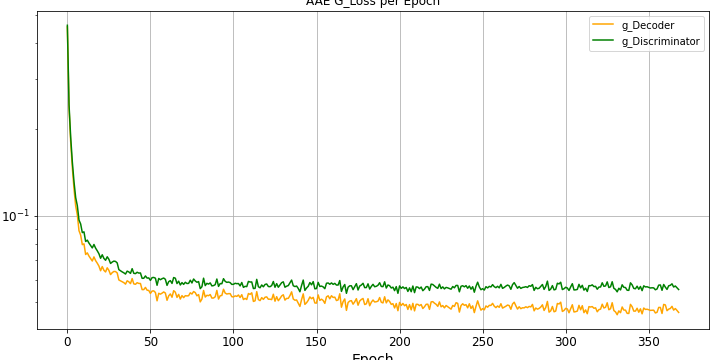 AAE G_Loss per Epoch
g_Decoder
g_Discriminator
10⁻¹
0 50 100 150 200 250 300 350
Epoch